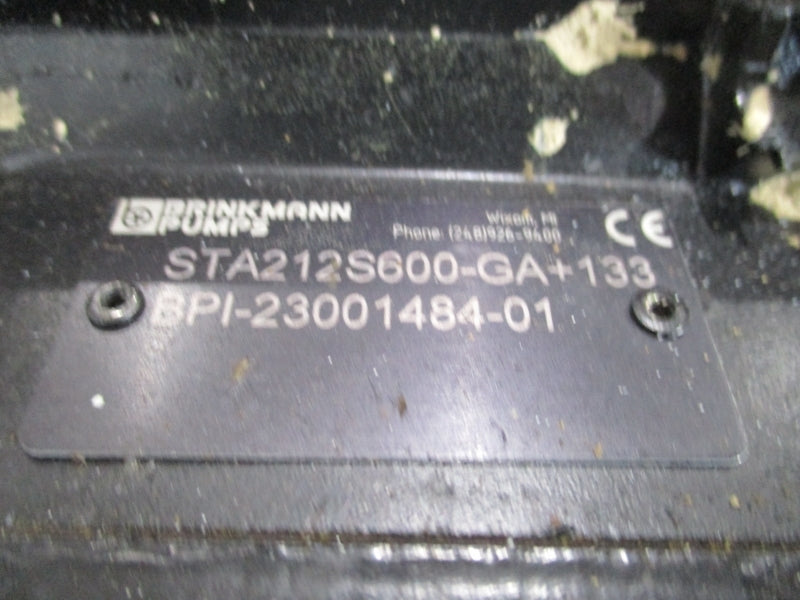 BRINKMANN
PUMPS
Wixom, MI
Phone: (248)926-9400
CE
STA212S600-GA+133
BPI-23001484-01